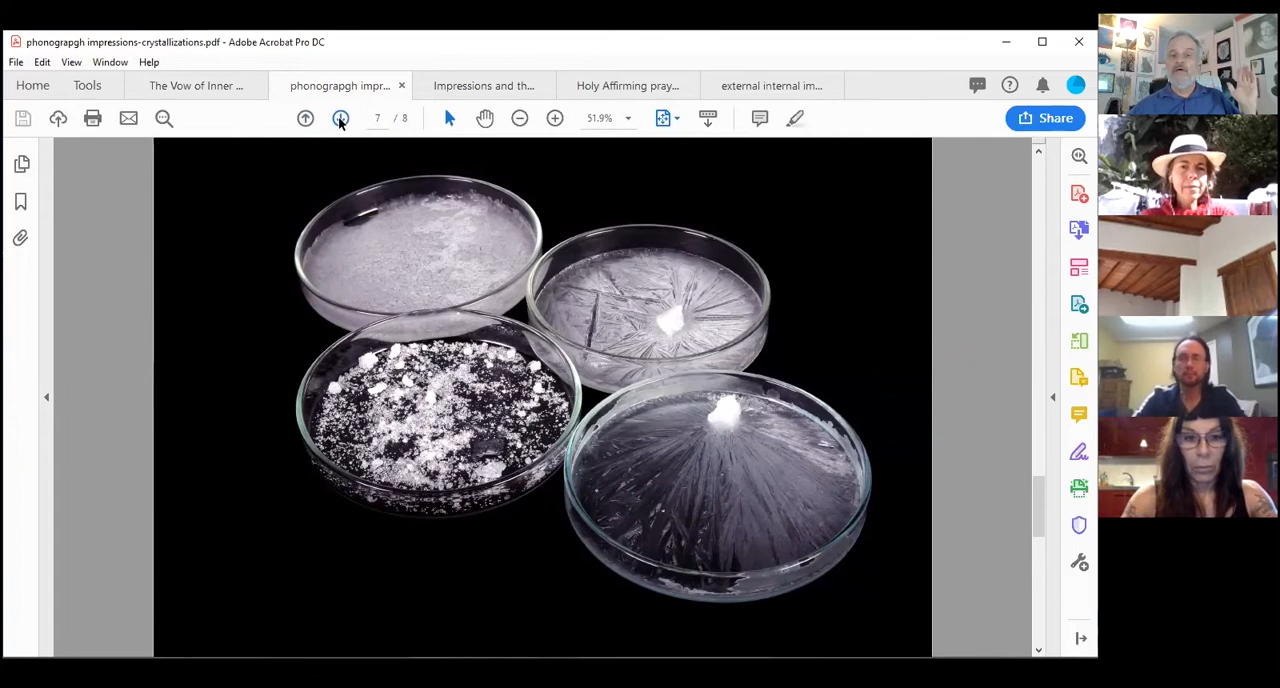 phonograpgh impressions-crystallizations.pdf - Adobe Acrobat Pro DC
File Edit View Window Help
Home Tools The Vow of Inner ... phonograpgh impr... × Impressions and th... Holy Affirming pray... external internal im...
7 / 8 51.9% Share